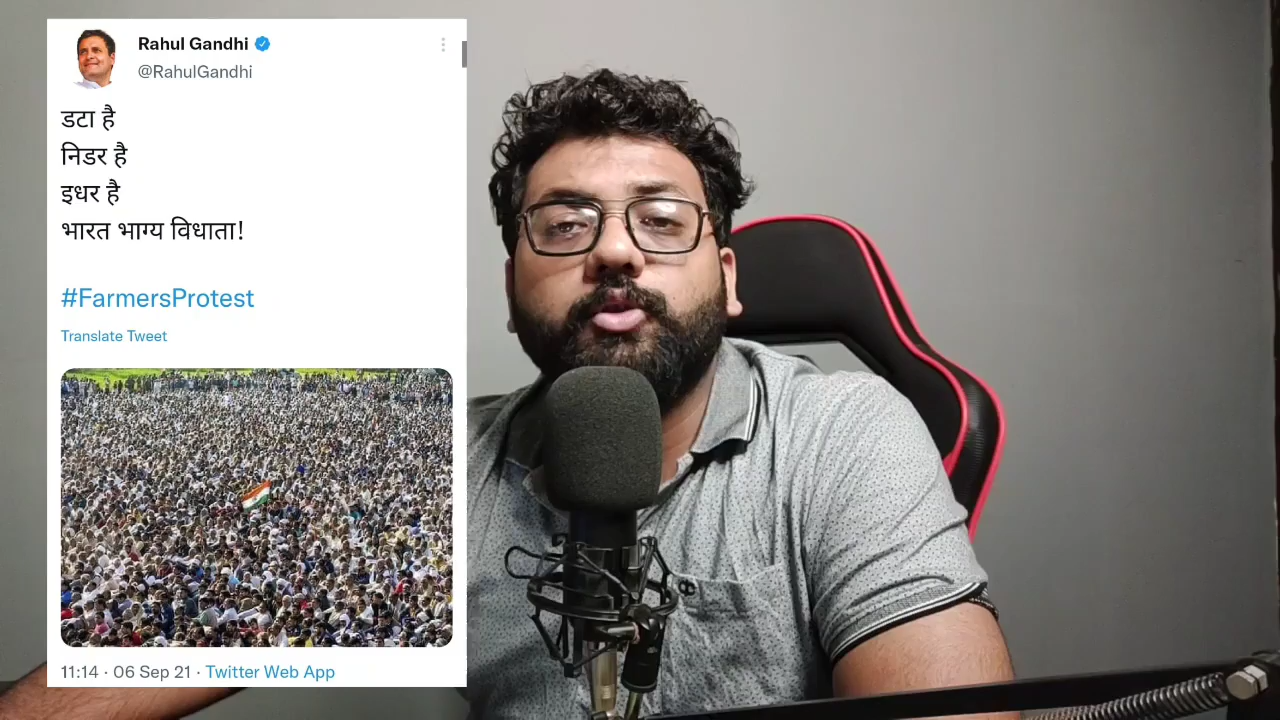 Rahul Gandhi
@RahulGandhi
डटा है
निडर है
इधर है
भारत भाग्य विधाता!
#FarmersProtest
Translate Tweet
11:14 · 06 Sep 21 · Twitter Web App